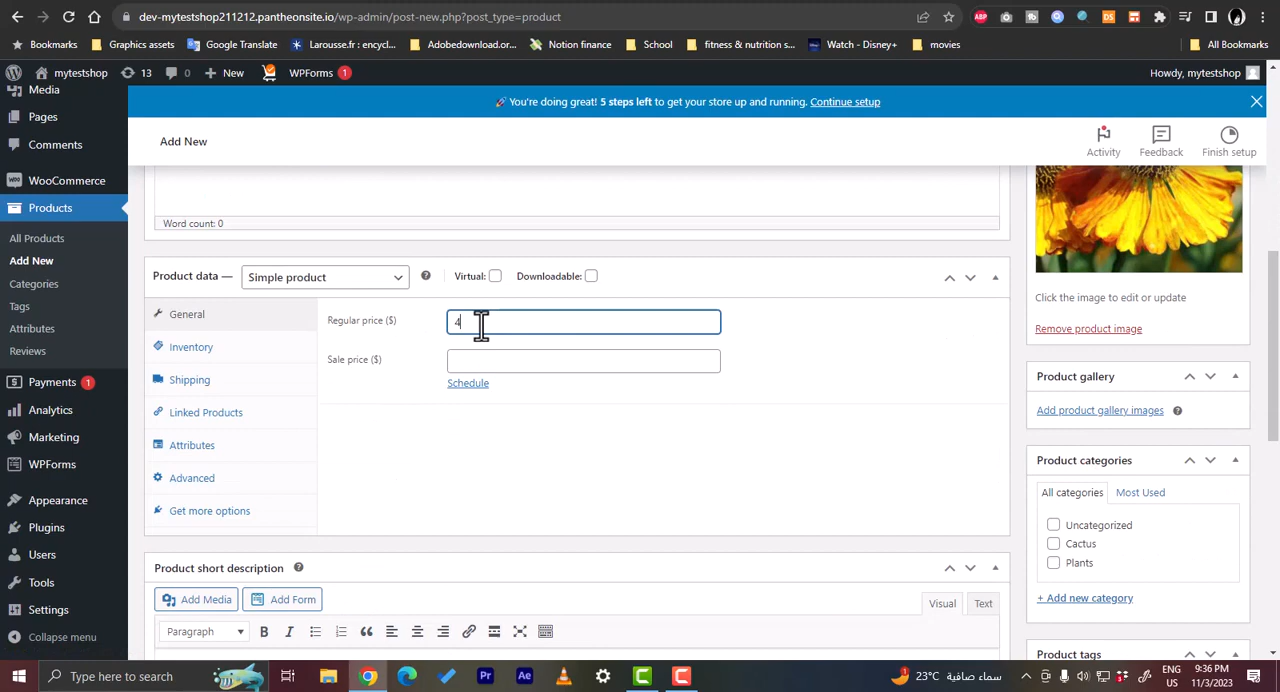 dev-mytestshop211212.pantheonsite.io/wp-admin/post-new.php?post_type=product
Bookmarks Graphics assets Google Translate Larousse.fr : encycl... Adobedownload.org... Notion finance School fitness & nutrition s... Watch - Disney+ movies All Bookmarks
mytestshop 13 1 New WPForms 1 Howdy, mytestshop
You're doing great! 5 steps left to get your store up and running. Continue setup
Add New
Activity Feedback Finish setup
Media
Pages
Comments
WooCommerce
Products
All Products
Add New
Categories
Tags
Attributes
Reviews
Payments 1
Analytics
Marketing
WPForms
Appearance
Plugins
Users
Tools
Settings
Collapse menu
Word count: 0
Product data — Simple product Virtual: Downloadable:
General
Inventory
Shipping
Linked Products
Attributes
Advanced
Get more options
Regular price ($) 4
Sale price ($)
Schedule
Product short description
Add Media Add Form Visual Text
Paragraph
Click the image to edit or update
Remove product image
Product gallery
Add product gallery images
Product categories
All categories Most Used
Uncategorized
Cactus
Plants
+ Add new category
Product tags
Type here to search
23°C سماء صافية
ENG
US
9:36 PM
11/3/2023